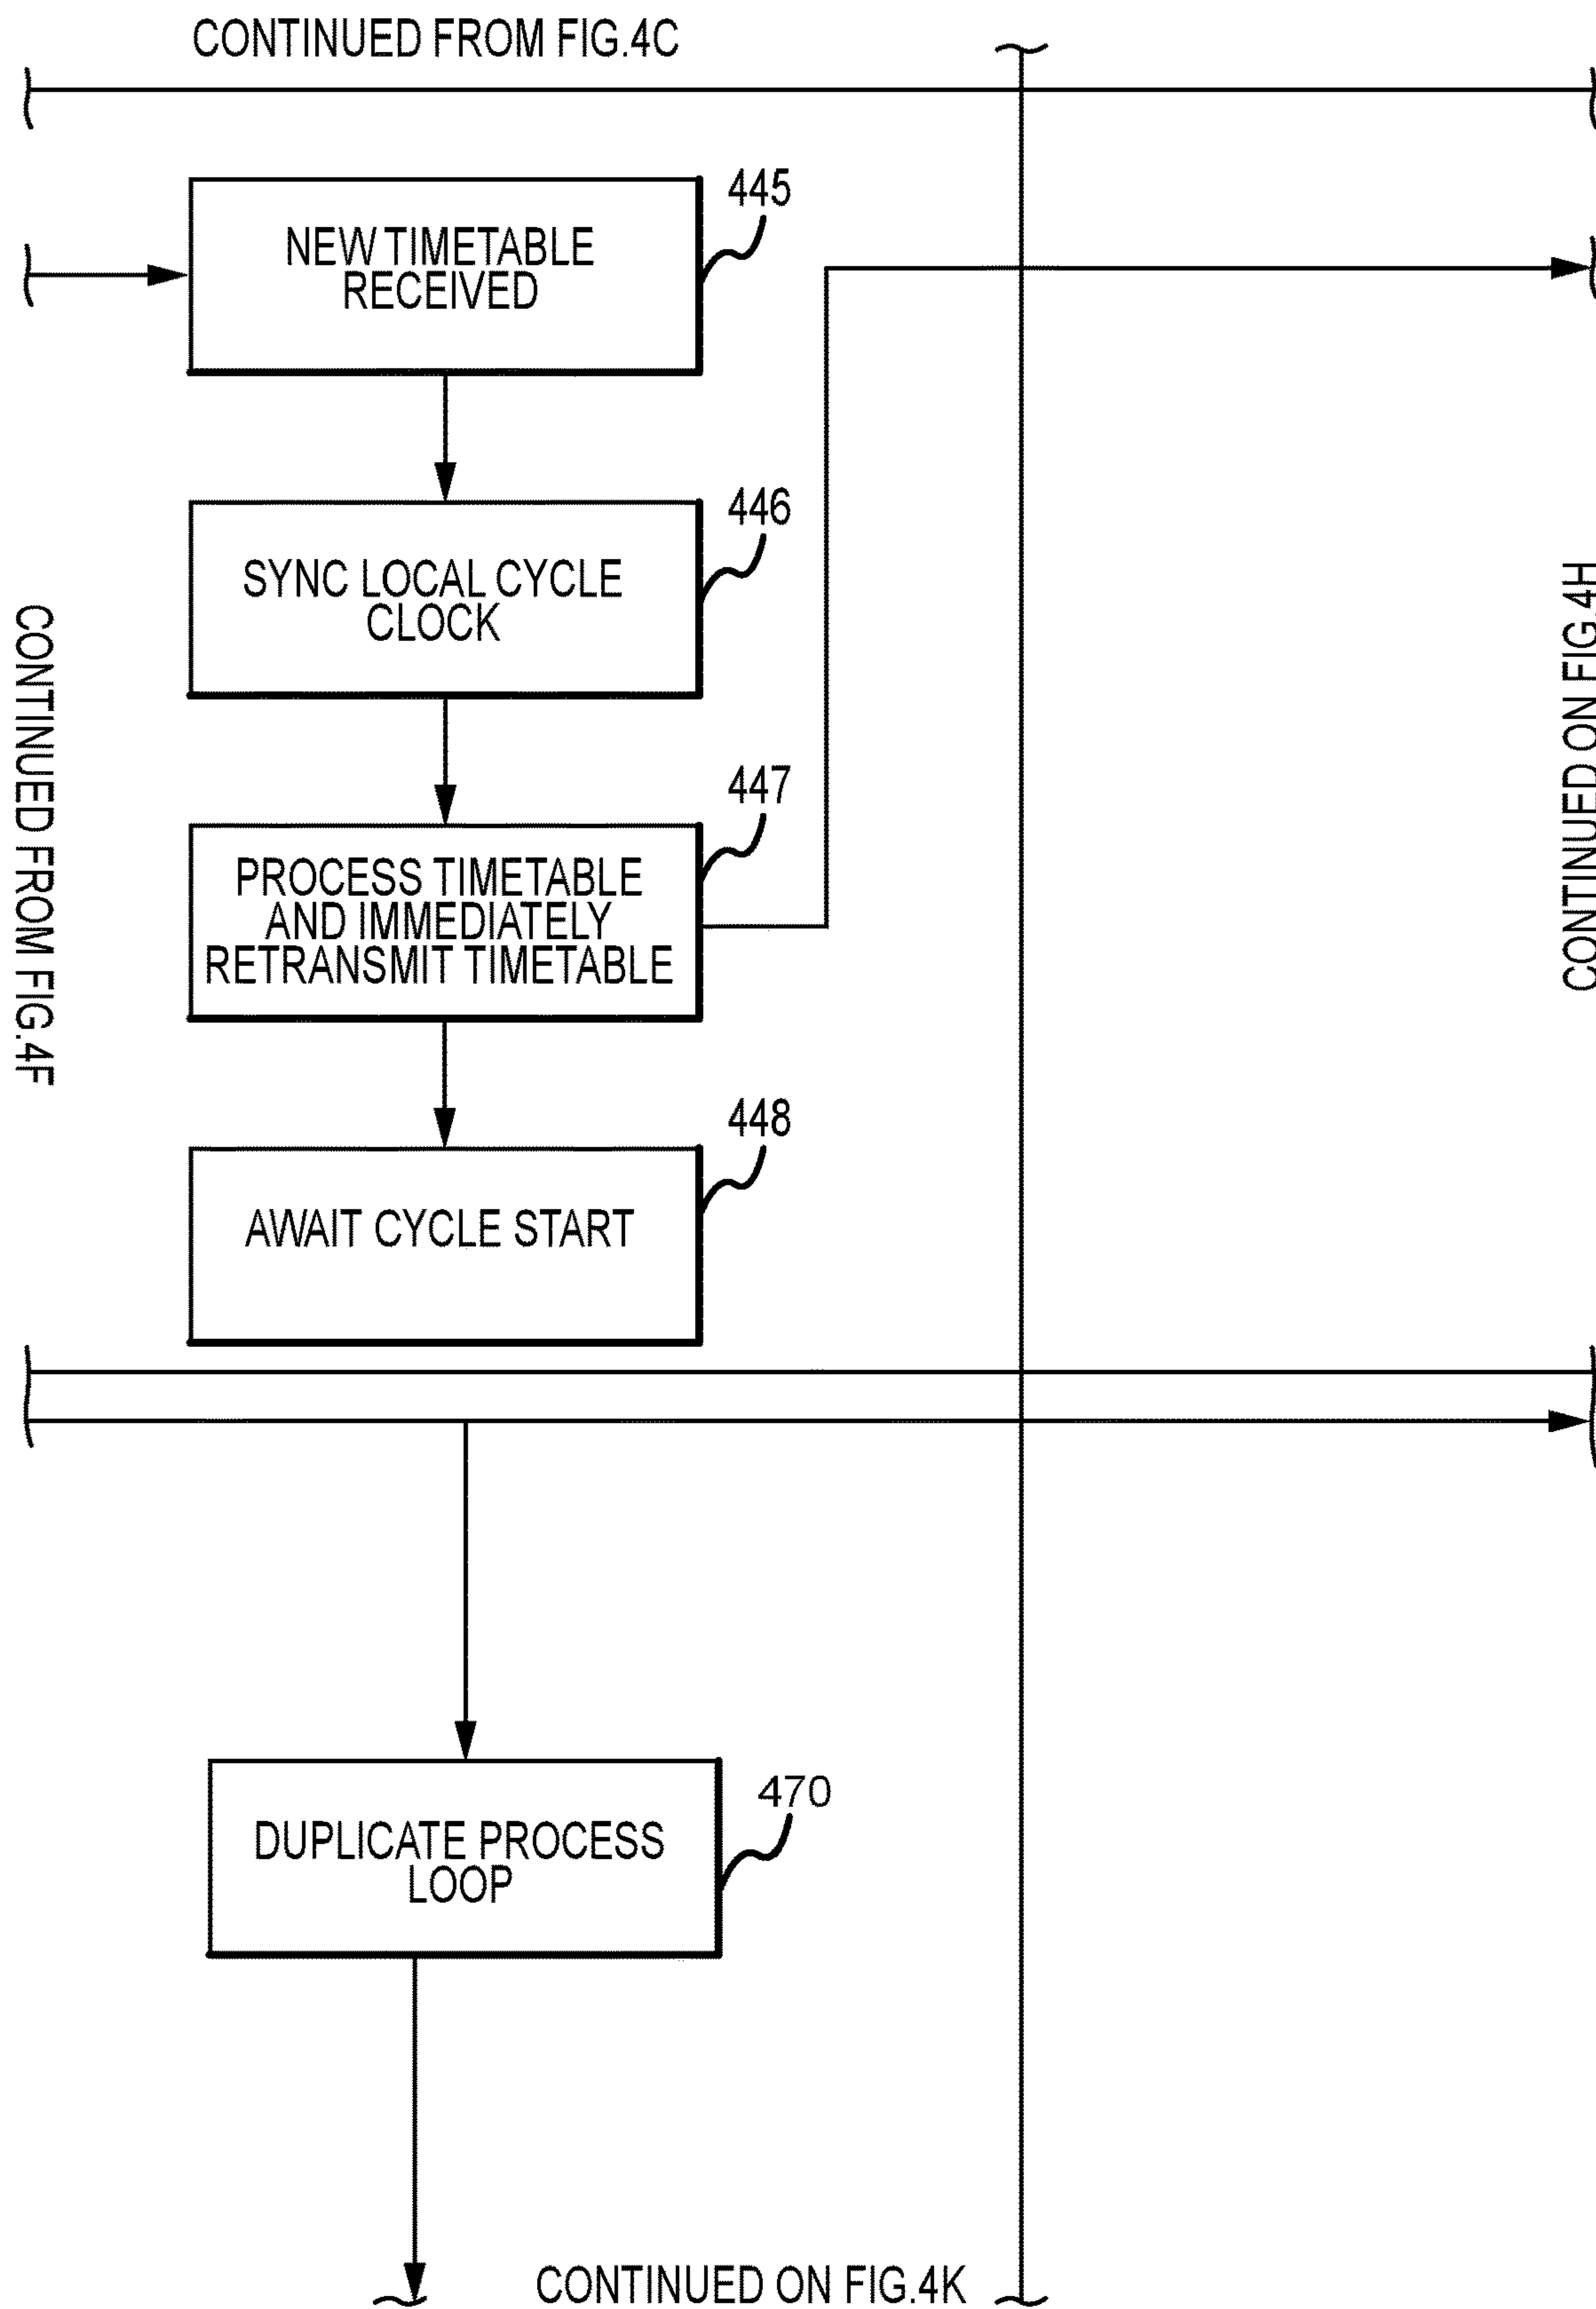 CONTINUED FROM FIG.4C
445
NEW TIMETABLE
RECEIVED
446
SYNC LOCAL CYCLE
CLOCK
CONTINUED FROM FIG.4F
CONTINUED ON FIG.4H
447
PROCESS TIMETABLE
AND IMMEDIATELY
RETRANSMIT TIMETABLE
448
AWAIT CYCLE START
470
DUPLICATE PROCESS
LOOP
CONTINUED ON FIG.4K